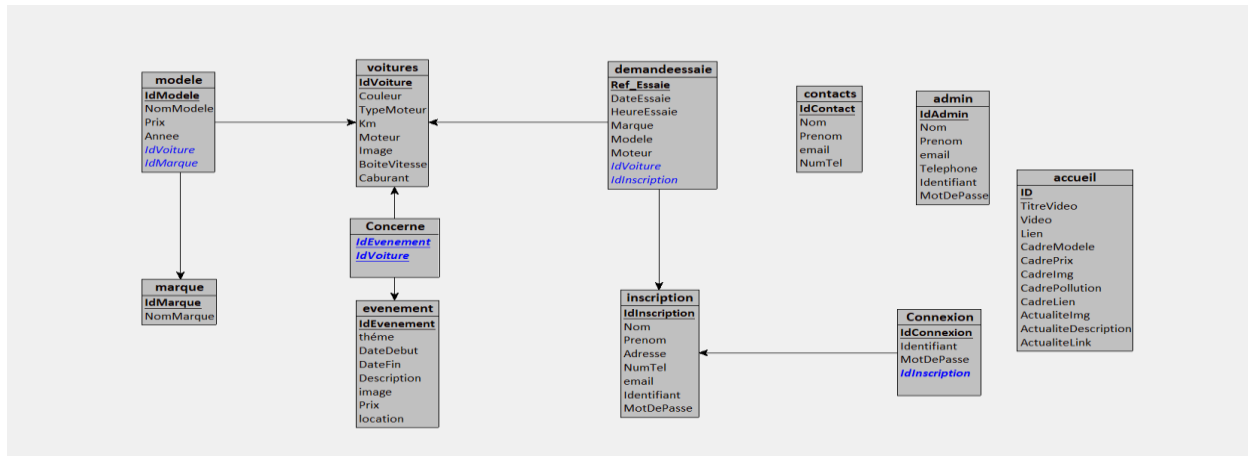 modele
IdModele
NomModele
Prix
Annee
IdVoiture
IdMarque
voitures
IdVoiture
Couleur
TypeMoteur
Km
Moteur
Image
BoiteVitesse
Caburant
demandeessaie
Ref_Essaie
DateEssaie
HeureEssaie
Marque
Modele
Moteur
IdVoiture
IdInscription
contacts
IdContact
Nom
Prenom
email
NumTel
admin
IdAdmin
Nom
Prenom
email
Telephone
Identifiant
MotDePasse
accueil
ID
TitreVideo
Video
Lien
CadreModele
CadrePrix
CadreImg
CadrePollution
CadreLien
ActualiteImg
ActualiteDescription
ActualiteLink
Concerne
IdEvenement
IdVoiture
marque
IdMarque
NomMarque
evenement
IdEvenement
théme
DateDebut
DateFin
Description
image
Prix
location
inscription
IdInscription
Nom
Prenom
Adresse
NumTel
email
Identifiant
MotDePasse
Connexion
IdConnexion
Identifiant
MotDePasse
IdInscription